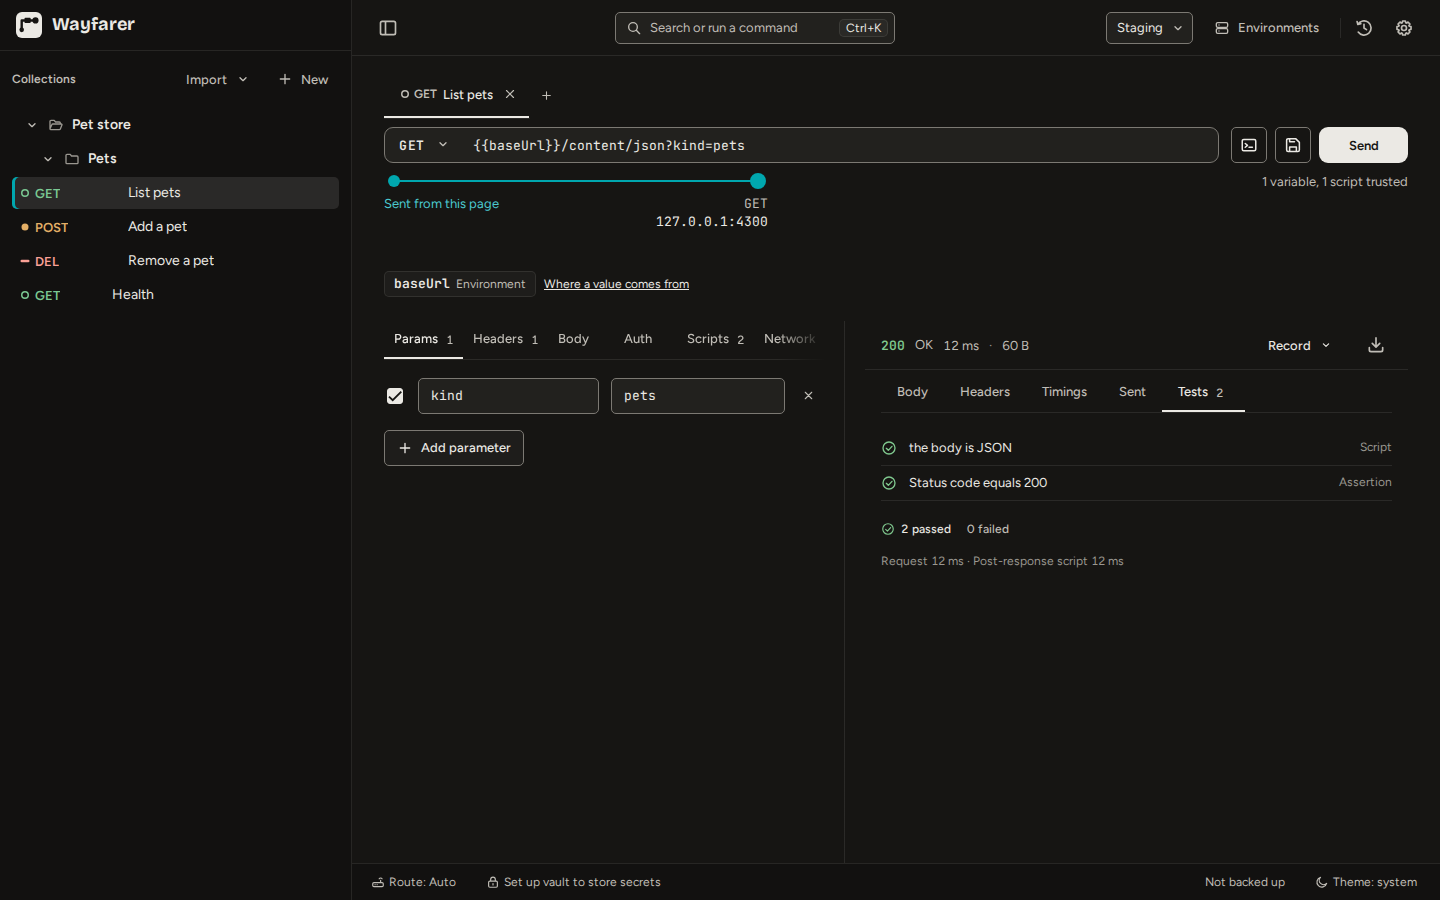 Wayfarer
Search or run a command Ctrl+K
Staging
Environments
Collections
Import
New
Pet store
Pets
GET List pets
POST Add a pet
DEL Remove a pet
GET Health
GET List pets
GET {{baseUrl}}/content/json?kind=pets
Send
1 variable, 1 script trusted
Sent from this page
GET
127.0.0.1:4300
baseUrl Environment Where a value comes from
Params 1 Headers 1 Body Auth Scripts 2 Network
kind pets
Add parameter
200 OK 12 ms · 60 B
Record
Body Headers Timings Sent Tests 2
the body is JSON Script
Status code equals 200 Assertion
2 passed 0 failed
Request 12 ms · Post-response script 12 ms
Route: Auto
Set up vault to store secrets
Not backed up
Theme: system